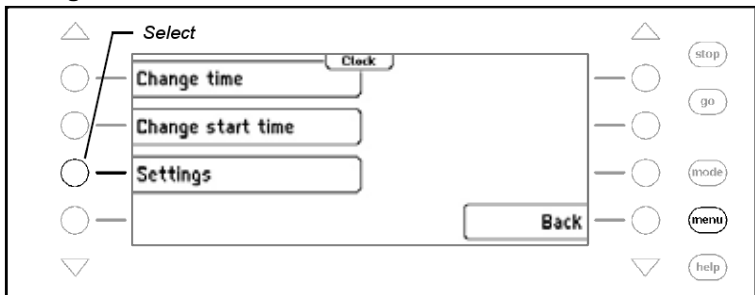 Select
stop
Clock
Change time
go
Change start time
Settings
mode
Back
menu
help